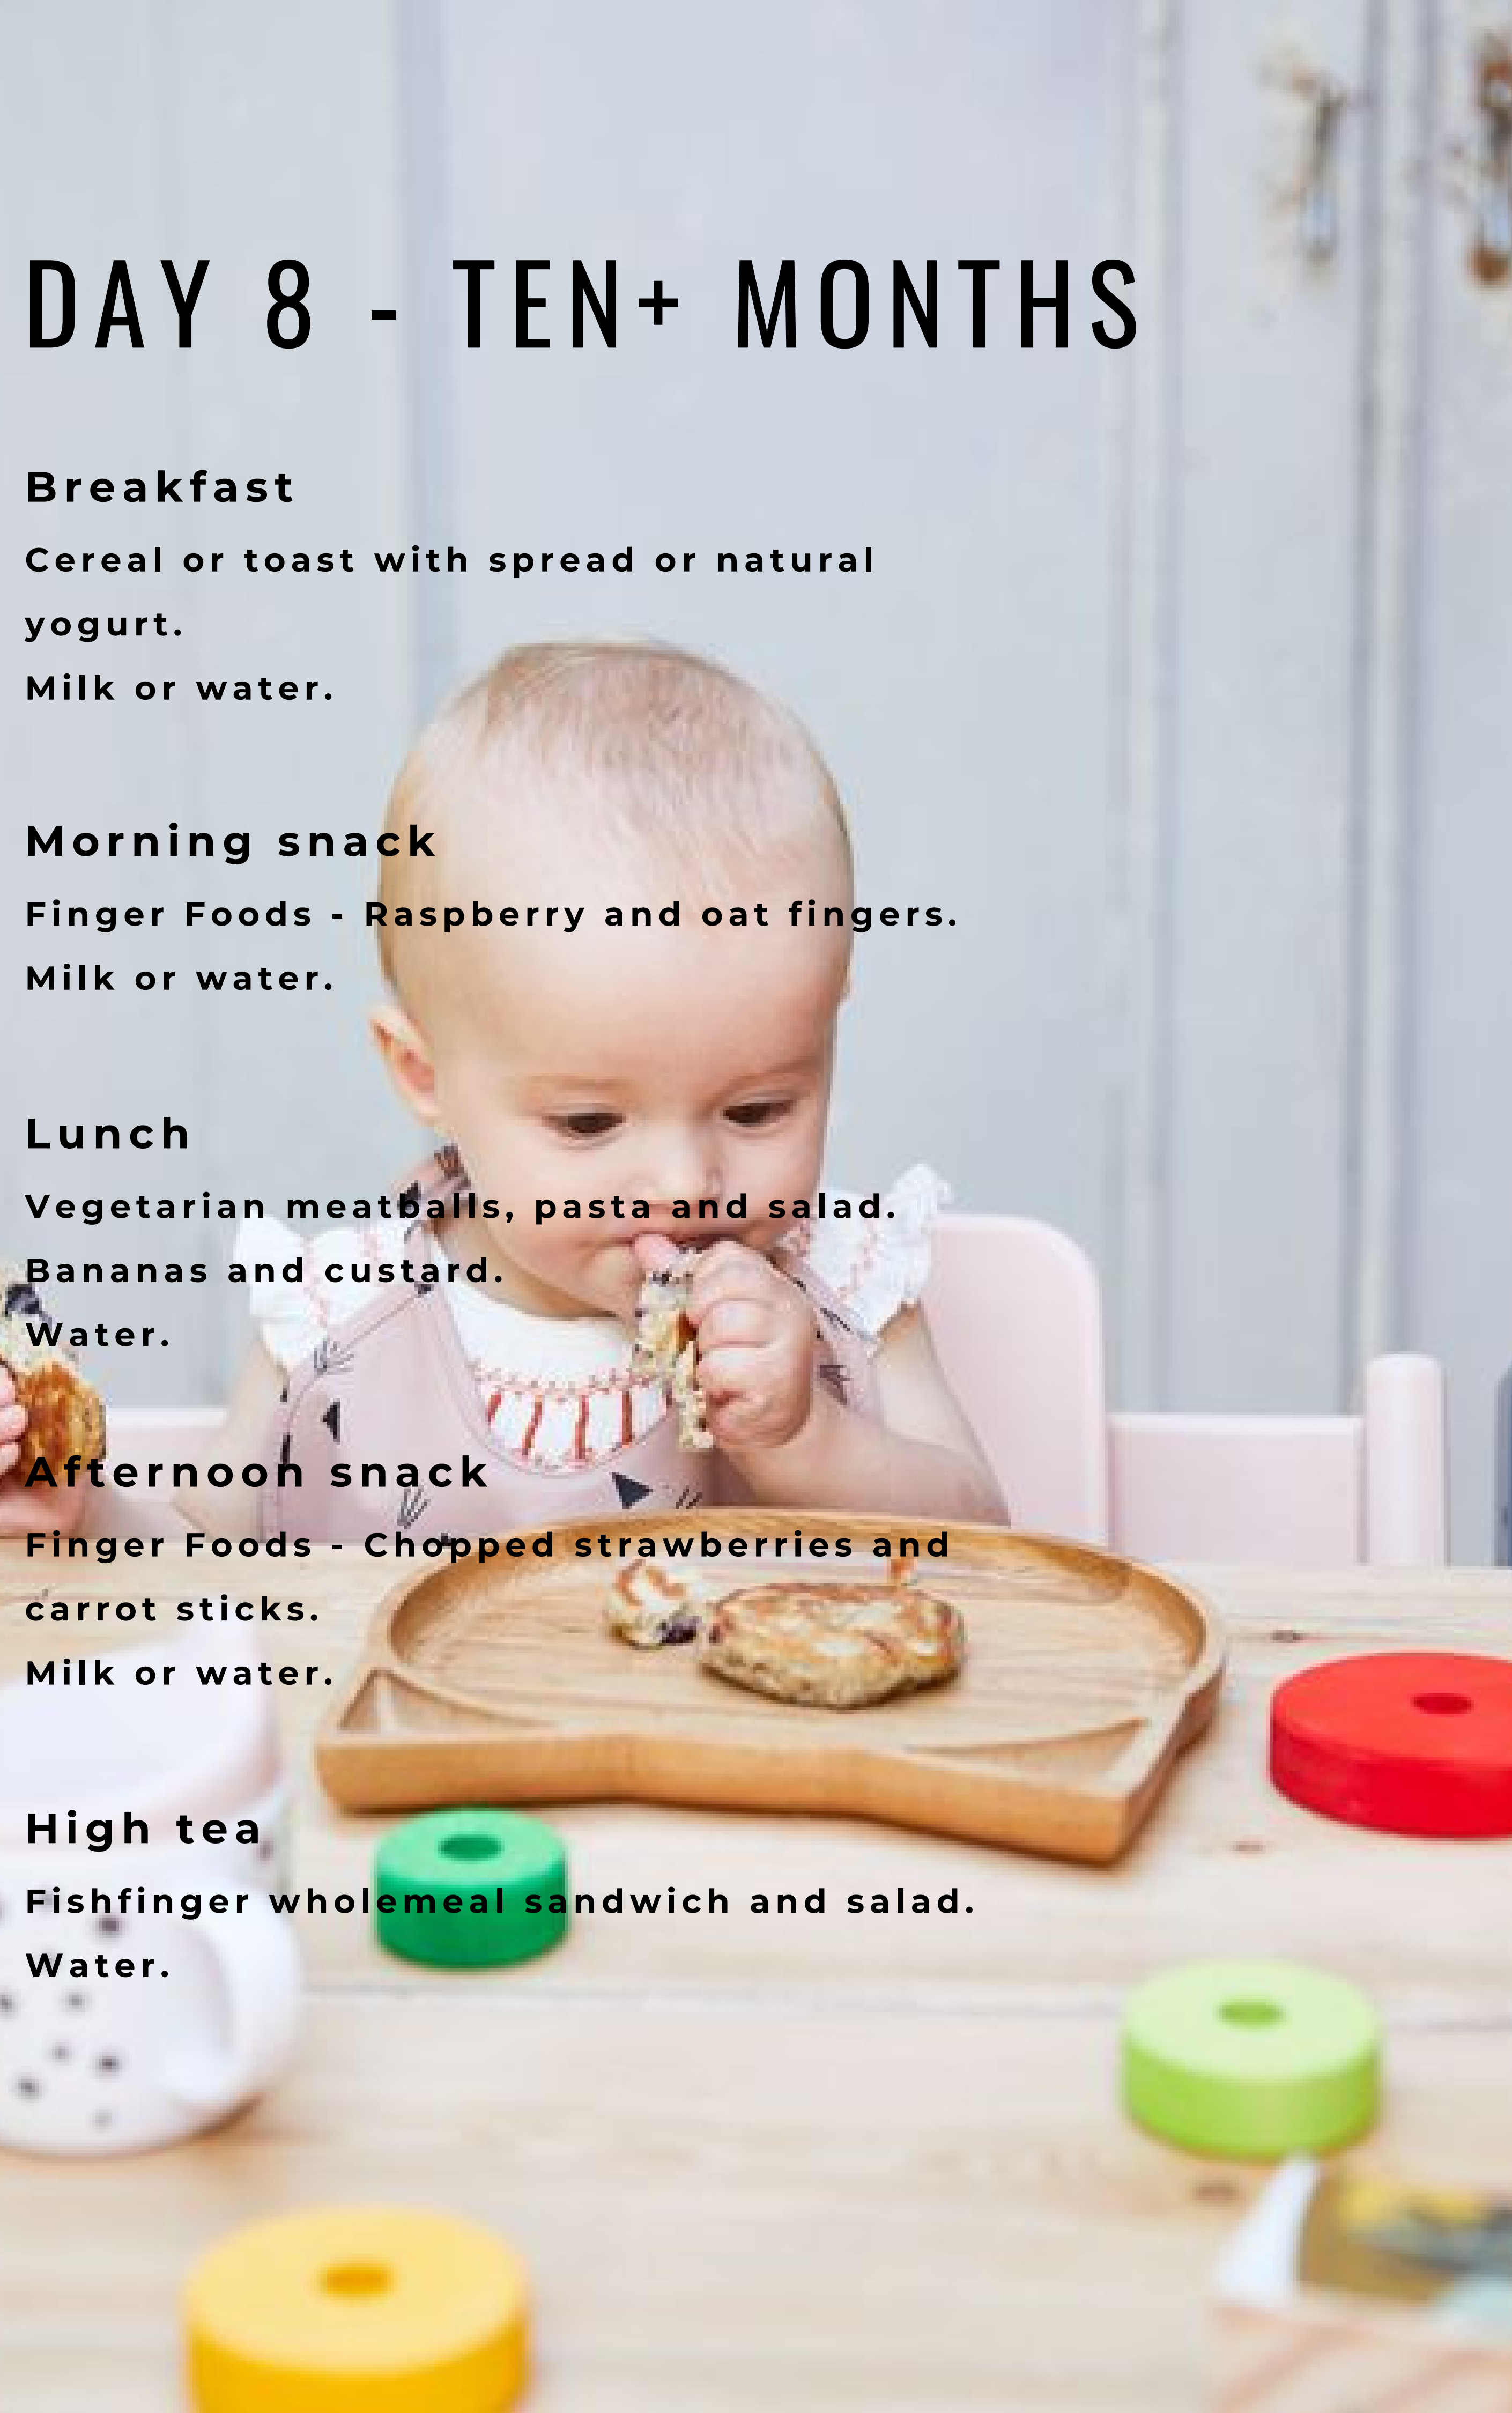 DAY 8 - TEN+ MONTHS
Breakfast
Cereal or toast with spread or natural
yogurt.
Milk or water.
Morning snack
Finger Foods - Raspberry and oat fingers.
Milk or water.
Lunch
Vegetarian meatballs, pasta and salad.
Bananas and custard.
Water.
Afternoon snack
Finger Foods - Chopped strawberries and
carrot sticks.
Milk or water.
High tea
Fishfinger wholemeal sandwich and salad.
Water.